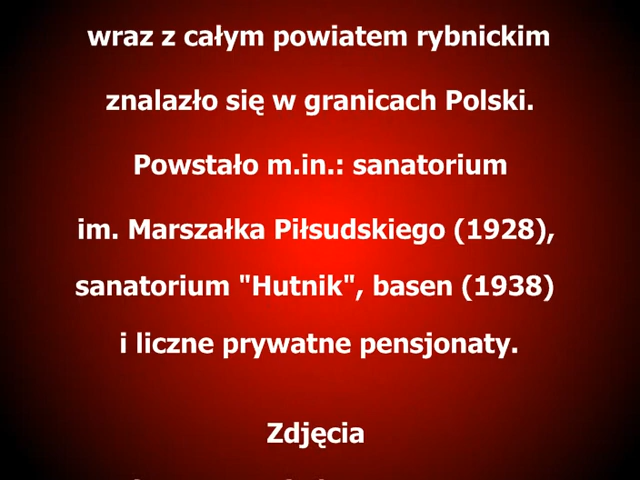 wraz z całym powiatem rybnickim
znalazło się w granicach Polski.
Powstało m.in.: sanatorium
im. Marszałka Piłsudskiego (1928),
sanatorium "Hutnik", basen (1938)
i liczne prywatne pensjonaty.
Zdjęcia